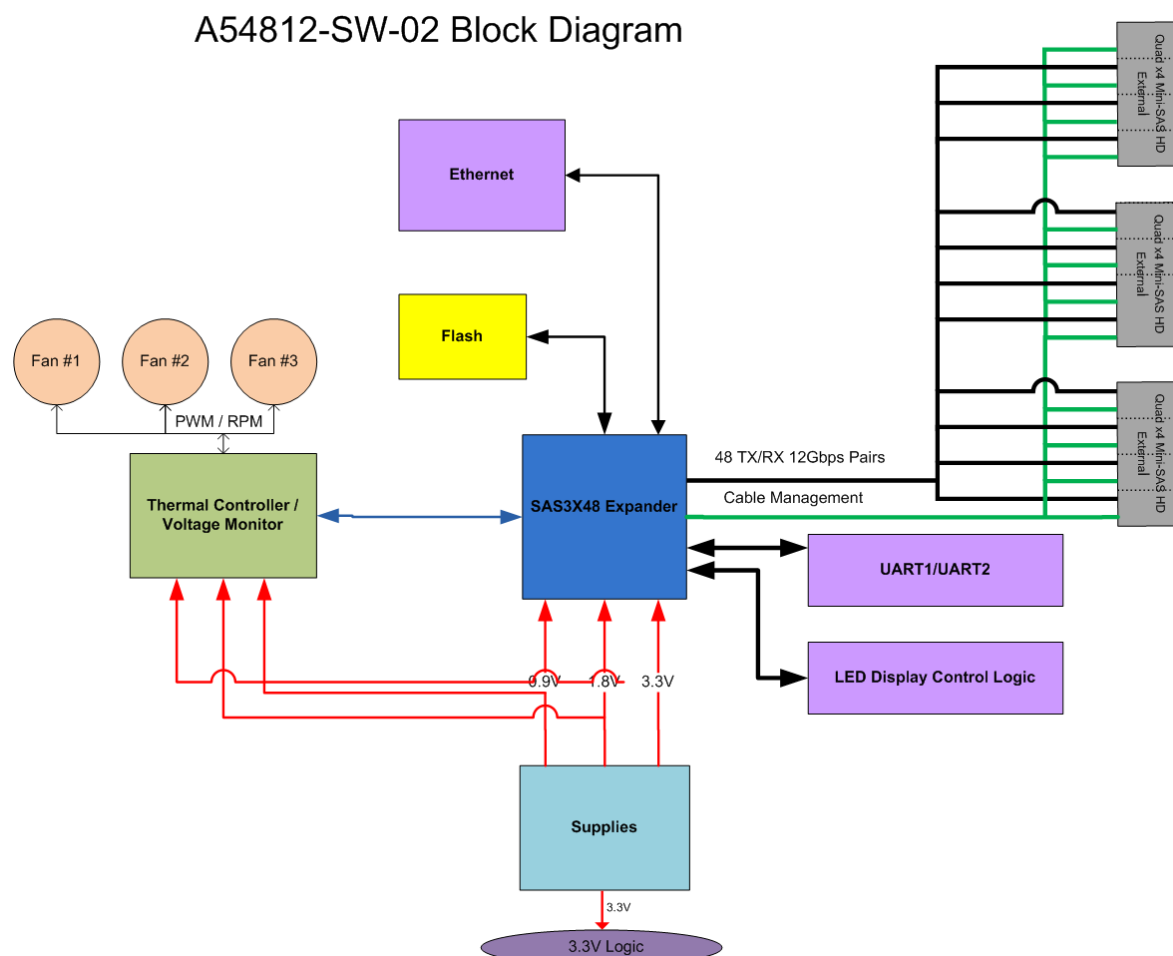 A54812-SW-02 Block Diagram
Quad x4 Mini-SAS HD
External
Ethernet
Quad x4 Mini-SAS HD
External
Flash
Fan #1
Fan #2
Fan #3
PWM / RPM
Quad x4 Mini-SAS HD
External
48 TX/RX 12Gbps Pairs
Cable Management
Thermal Controller /
Voltage Monitor
SAS3X48 Expander
UART1/UART2
LED Display Control Logic
0.9V
1.8V
3.3V
Supplies
3.3V
3.3V Logic